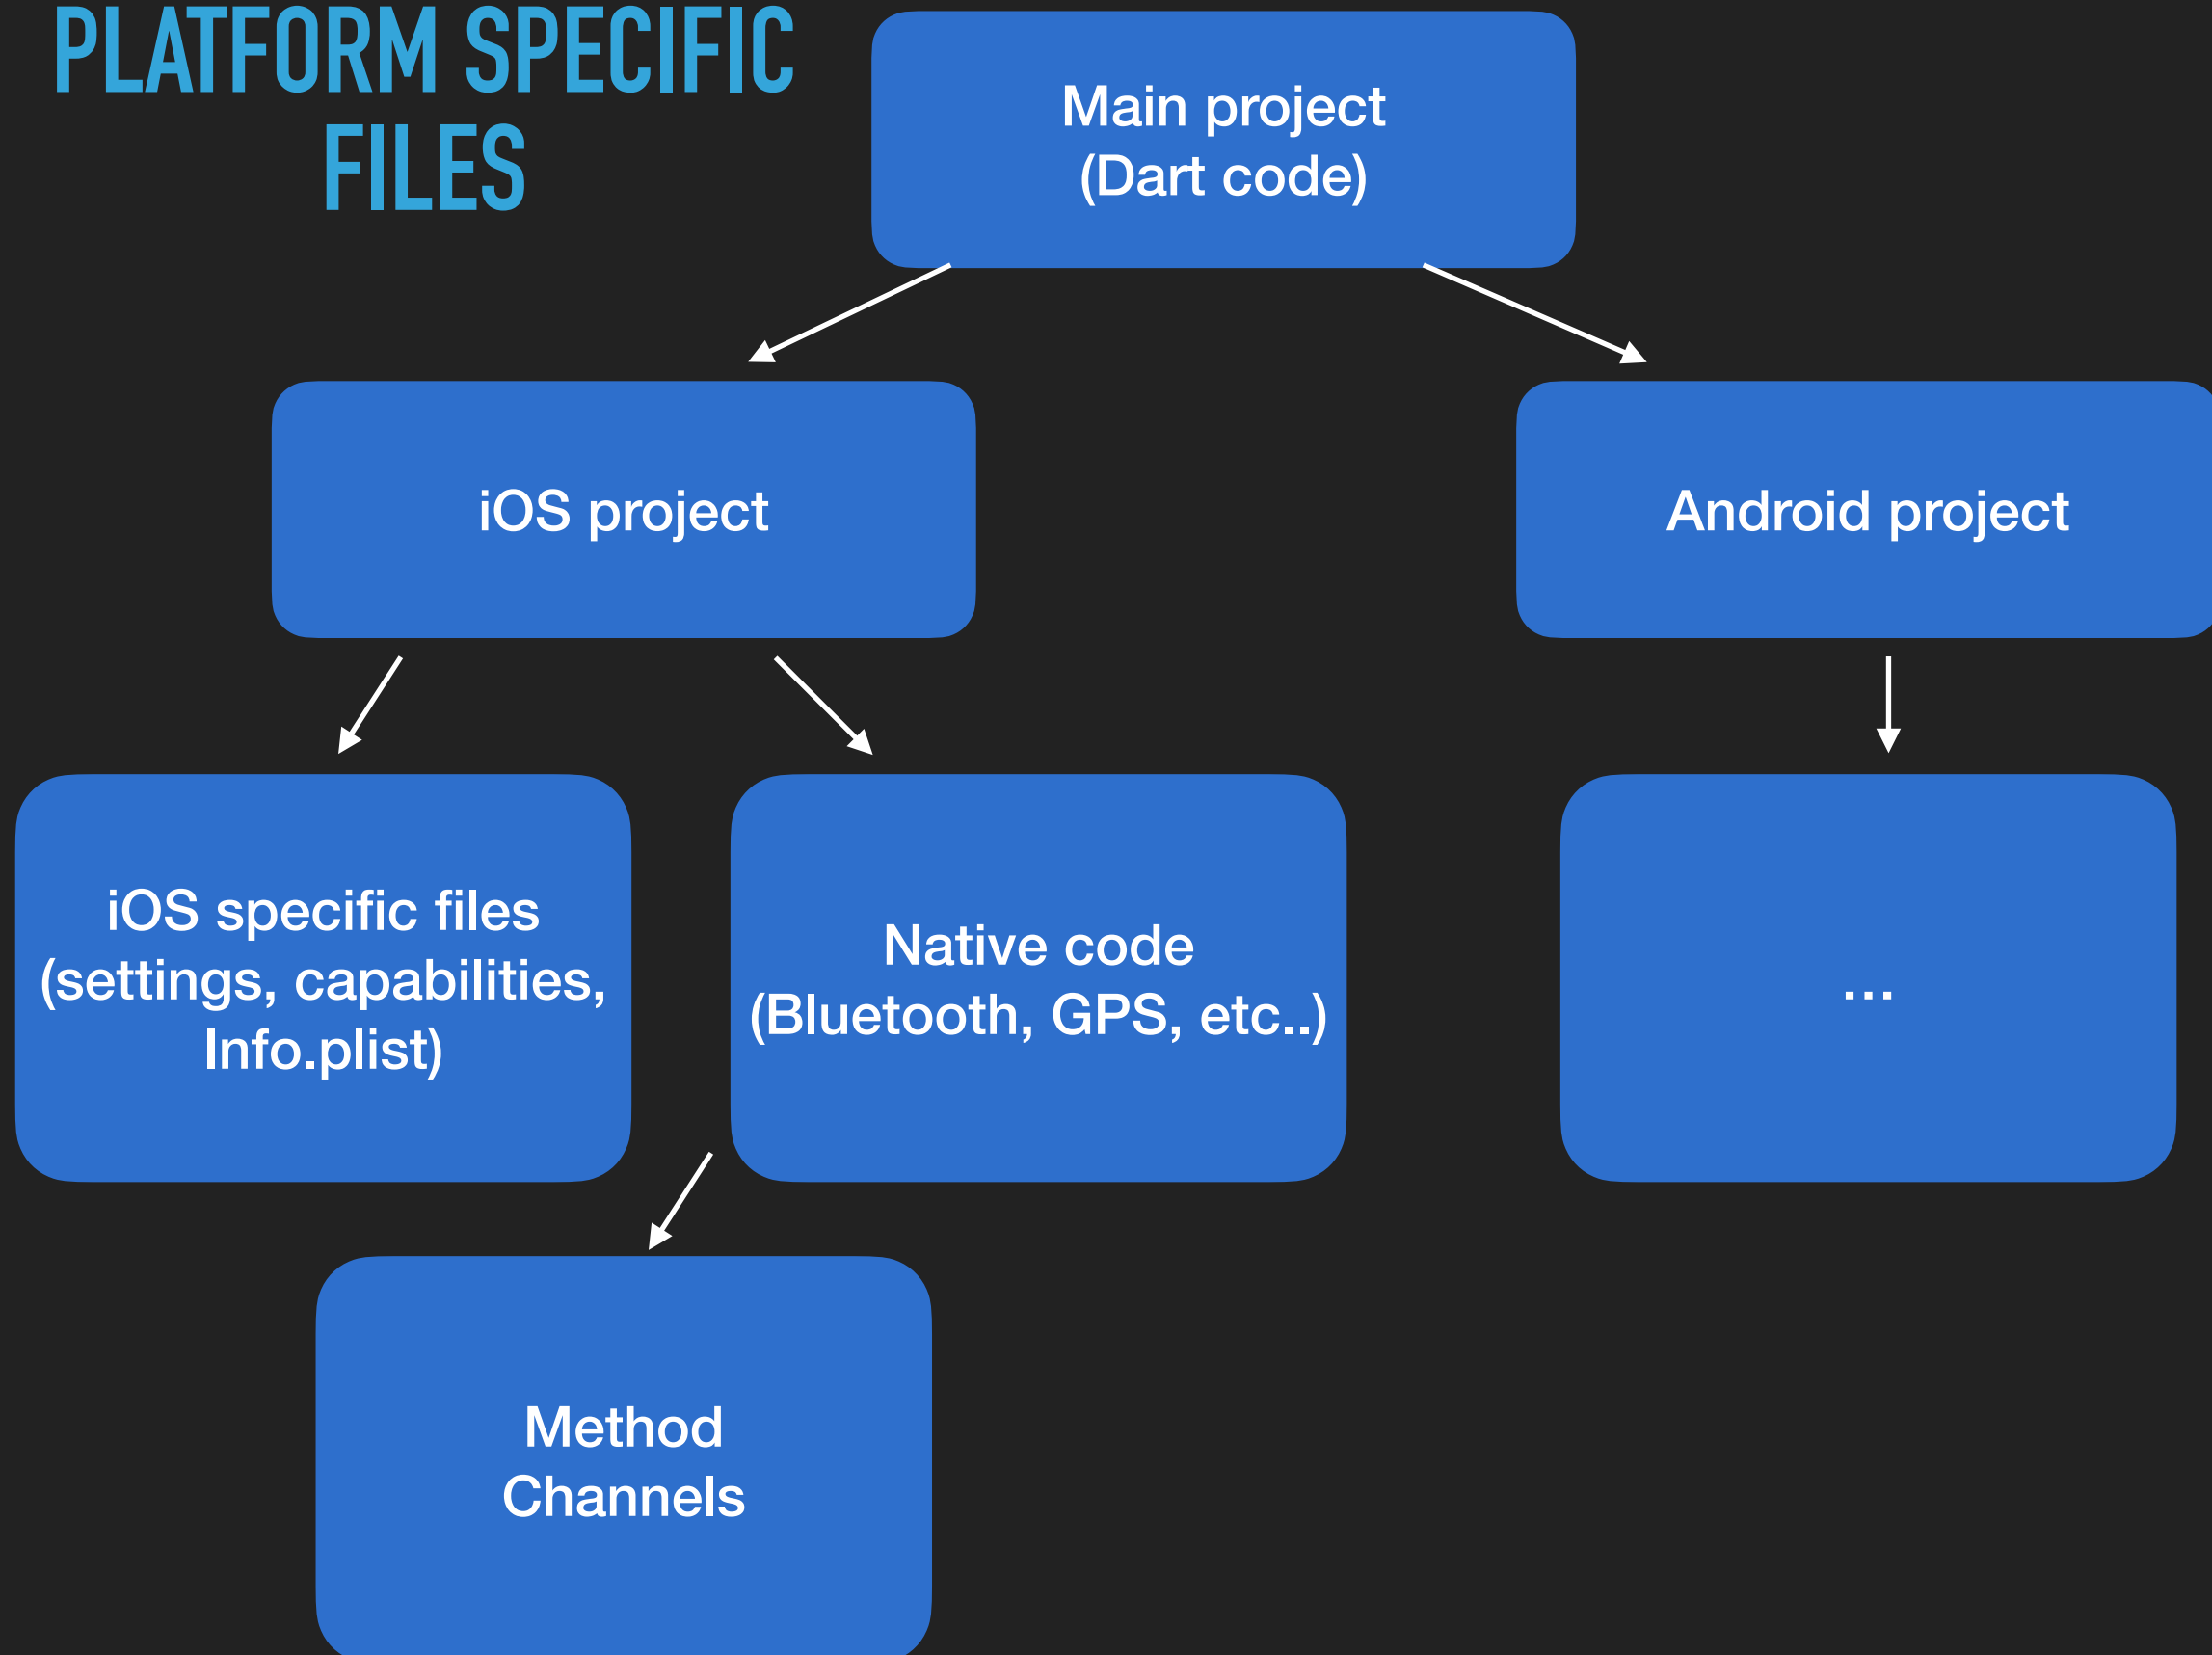 PLATFORM SPECIFIC
FILES
Main project
(Dart code)
iOS project
Android project
iOS specific files
(settings, capabilities,
Info.plist)
Native code
(Bluetooth, GPS, etc..)
...
Method
Channels